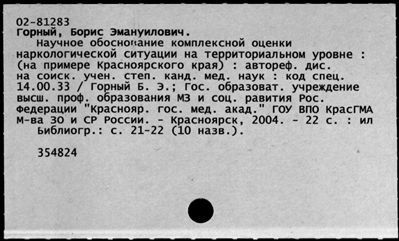 02-81283
Горный, Борис Эмануилович.
Научное обоснование комплексной оценки
наркологической ситуации на территориальном уровне :
(на примере Красноярского края) : автореф. дис.
на соиск. учен. степ. канд. мед. наук : код спец.
14.00.33 / Горный Б. Э.; Гос. образоват. учреждение
высш. проф. образования МЗ и соц. равития Рос.
Федерации "Краснояр. гос. мед. акад." ГОУ ВПО КрасГМА
М-ва ЗО и СР России. - Красноярск, 2004. - 22 с. : ил
Библиогр.: с. 21-22 (10 назв.).
354824